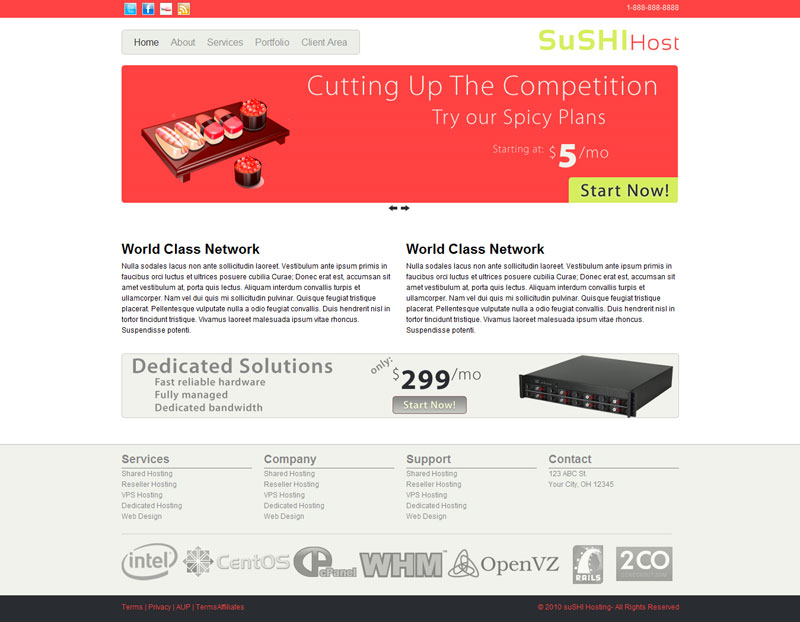 1-888-888-8888
Home About Services Portfolio Client Area
SuSHIHost
Cutting Up The Competition
Try our Spicy Plans
Starting at: $5/mo
Start Now!
World Class Network
Nulla sodales lacus non ante sollicitudin laoreet. Vestibulum ante ipsum primis in
faucibus orci luctus et ultrices posuere cubilia Curae; Donec erat est, accumsan sit
amet vestibulum at, porta quis lectus. Aliquam interdum convallis turpis et
ullamcorper. Nam vel dui quis mi sollicitudin pulvinar. Quisque feugiat tristique
placerat. Pellentesque vulputate nulla a odio feugiat convallis. Duis hendrerit nisl in
tortor tincidunt tristique. Vivamus laoreet malesuada ipsum vitae rhoncus.
Suspendisse potenti.
World Class Network
Nulla sodales lacus non ante sollicitudin laoreet. Vestibulum ante ipsum primis in
faucibus orci luctus et ultrices posuere cubilia Curae; Donec erat est, accumsan sit
amet vestibulum at, porta quis lectus. Aliquam interdum convallis turpis et
ullamcorper. Nam vel dui quis mi sollicitudin pulvinar. Quisque feugiat tristique
placerat. Pellentesque vulputate nulla a odio feugiat convallis. Duis hendrerit nisl in
tortor tincidunt tristique. Vivamus laoreet malesuada ipsum vitae rhoncus.
Suspendisse potenti.
Dedicated Solutions
Fast reliable hardware
Fully managed
Dedicated bandwidth
only:
$299/mo
Start Now!
Services
Shared Hosting
Reseller Hosting
VPS Hosting
Dedicated Hosting
Web Design
Company
Shared Hosting
Reseller Hosting
VPS Hosting
Dedicated Hosting
Web Design
Support
Shared Hosting
Reseller Hosting
VPS Hosting
Dedicated Hosting
Web Design
Contact
123 ABC St.
Your City, OH 12345
intel CentOS cPanel WHM OpenVZ RAILS 2CO
Terms | Privacy | AUP | TermsAffiliates
© 2010 suSHI Hosting- All Rights Reserved